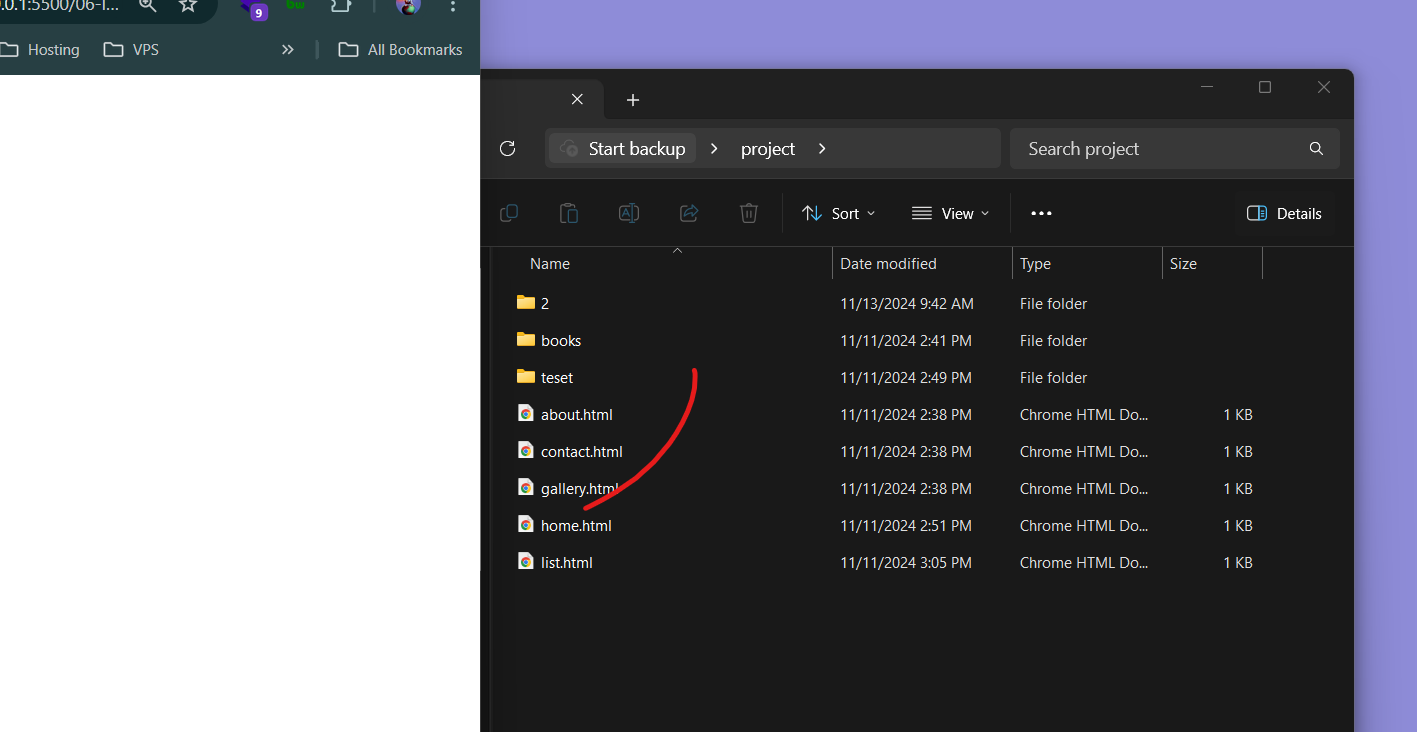 .0.1:5500/06-I...
9
bw
Hosting
VPS
All Bookmarks
Start backup
project
Search project
Sort
View
Details
Name Date modified Type Size
2 11/13/2024 9:42 AM File folder
books 11/11/2024 2:41 PM File folder
teset 11/11/2024 2:49 PM File folder
about.html 11/11/2024 2:38 PM Chrome HTML Do... 1 KB
contact.html 11/11/2024 2:38 PM Chrome HTML Do... 1 KB
gallery.html 11/11/2024 2:38 PM Chrome HTML Do... 1 KB
home.html 11/11/2024 2:51 PM Chrome HTML Do... 1 KB
list.html 11/11/2024 3:05 PM Chrome HTML Do... 1 KB